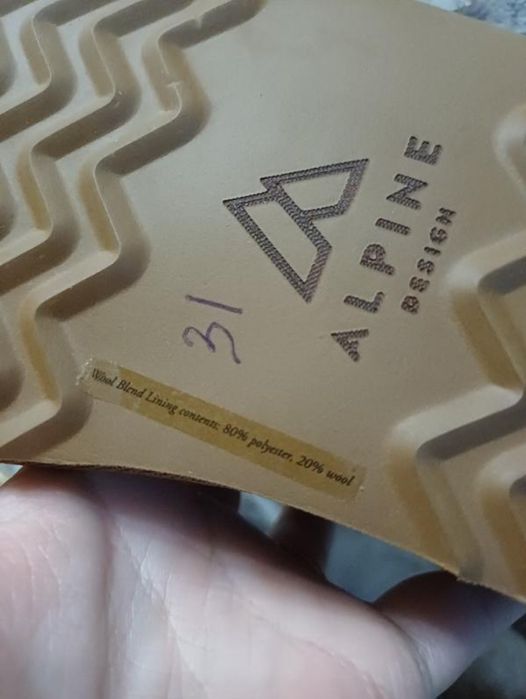 ALPINE
DESIGN
31
Wool Blend Lining contents: 80% polyester, 20% wool